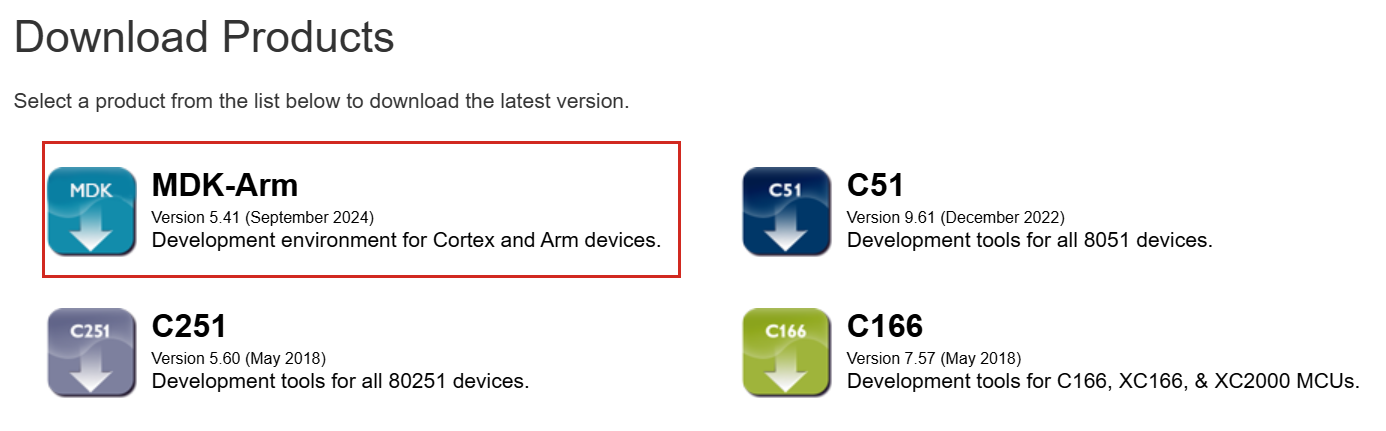 Download Products
Select a product from the list below to download the latest version.
MDK
MDK-Arm
Version 5.41 (September 2024)
Development environment for Cortex and Arm devices.
C51
C51
Version 9.61 (December 2022)
Development tools for all 8051 devices.
C251
C251
Version 5.60 (May 2018)
Development tools for all 80251 devices.
C166
C166
Version 7.57 (May 2018)
Development tools for C166, XC166, & XC2000 MCUs.